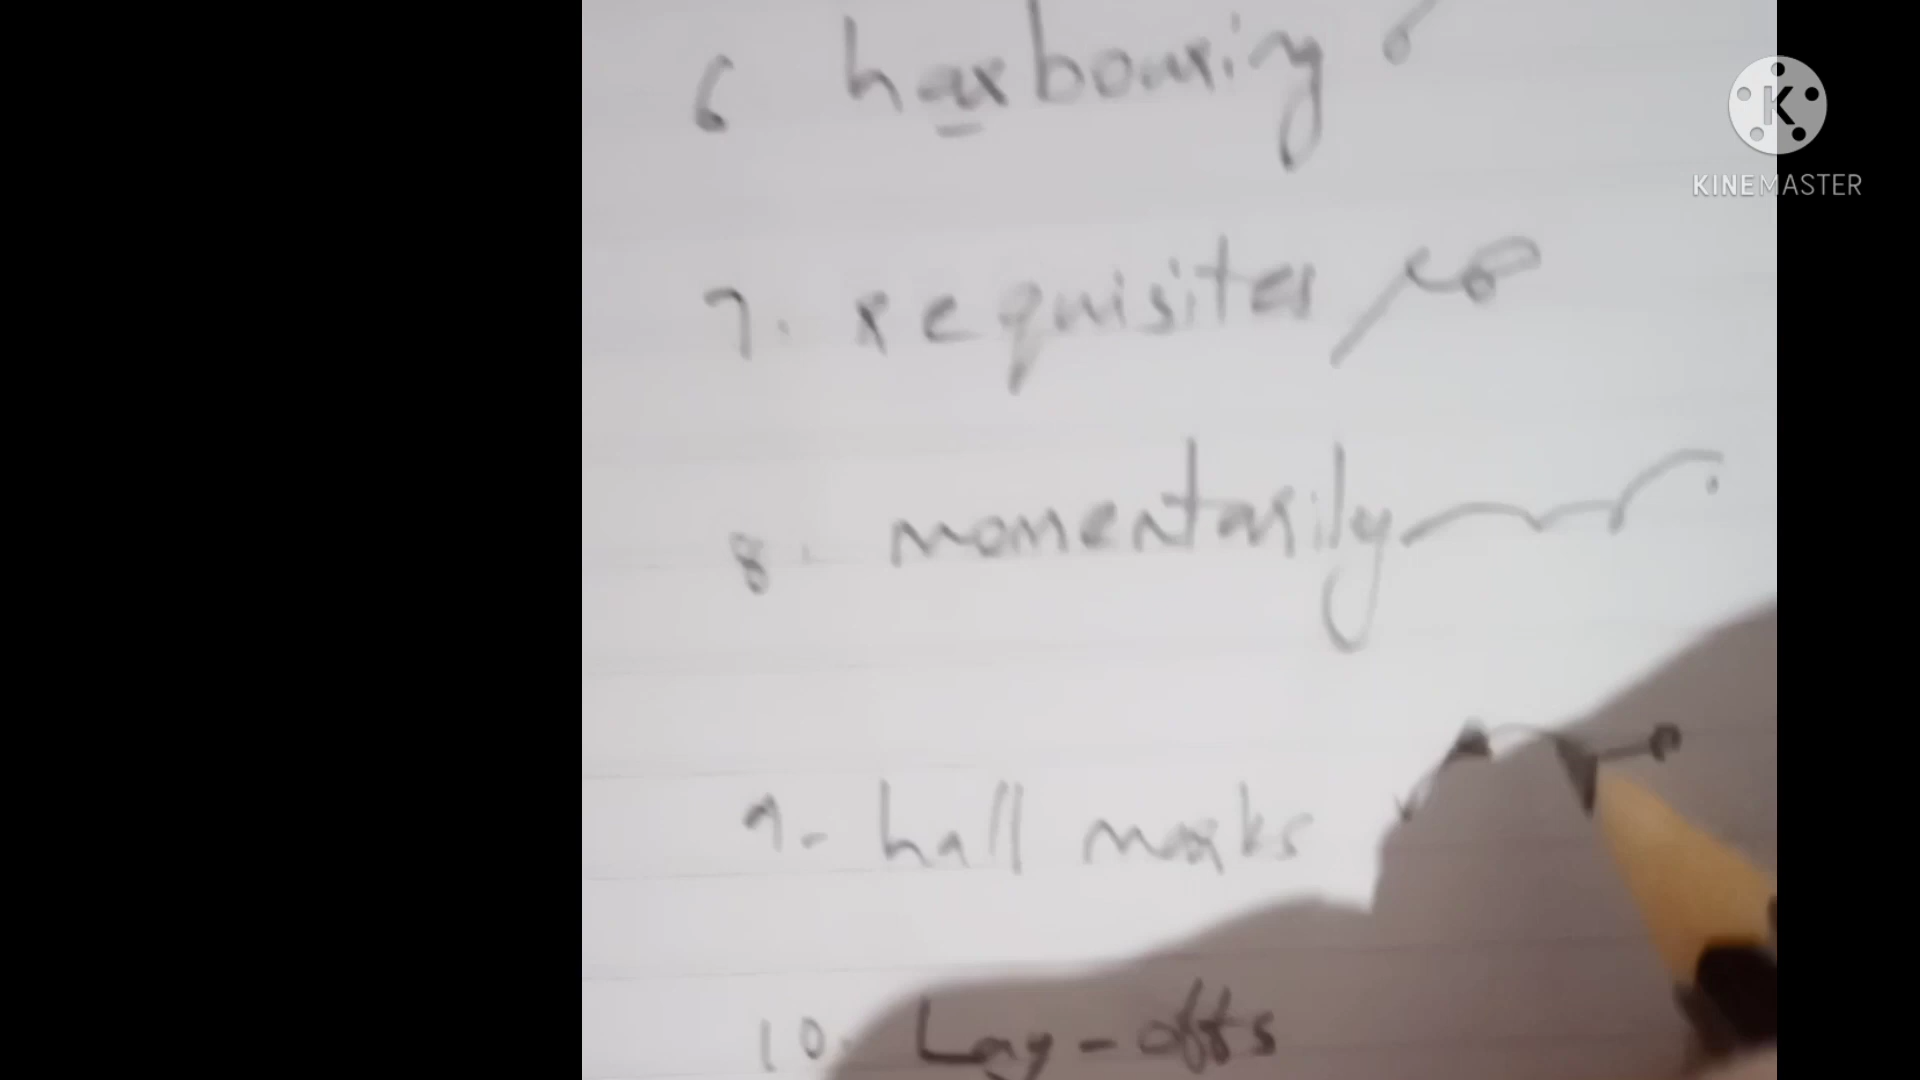 6 harbouring
7. requisites
8. momentarily
9- hall marks
10- Lay-offs
K
KINEMASTER